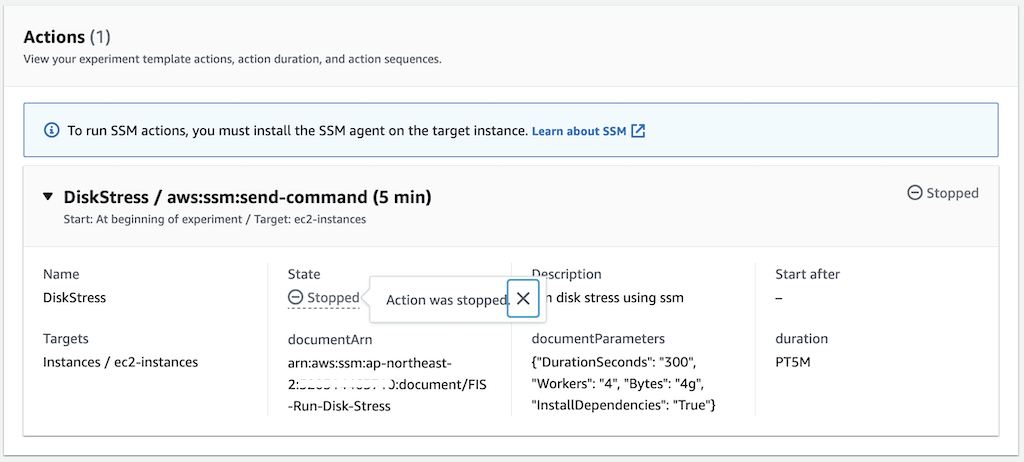 Actions (1)
View your experiment template actions, action duration, and action sequences.
To run SSM actions, you must install the SSM agent on the target instance. Learn about SSM
DiskStress / aws:ssm:send-command (5 min)
Stopped
Start: At beginning of experiment / Target: ec2-instances
Name
DiskStress
State
Stopped
Action was stopped.
Description
disk stress using ssm
Start after
–
Targets
Instances / ec2-instances
documentArn
arn:aws:ssm:ap-northeast-
2:
:document/FIS
-Run-Disk-Stress
documentParameters
{"DurationSeconds": "300",
"Workers": "4", "Bytes": "4g",
"InstallDependencies": "True"}
duration
PT5M